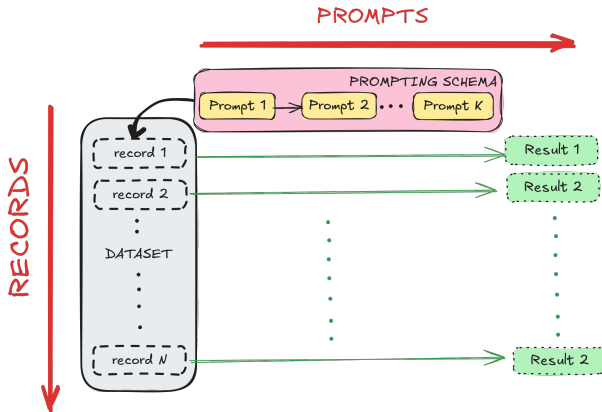 PROMPTS
PROMPTING SCHEMA
Prompt 1
Prompt 2
Prompt K
RECORDS
record 1
Result 1
record 2
Result 2
DATASET
record N
Result 2